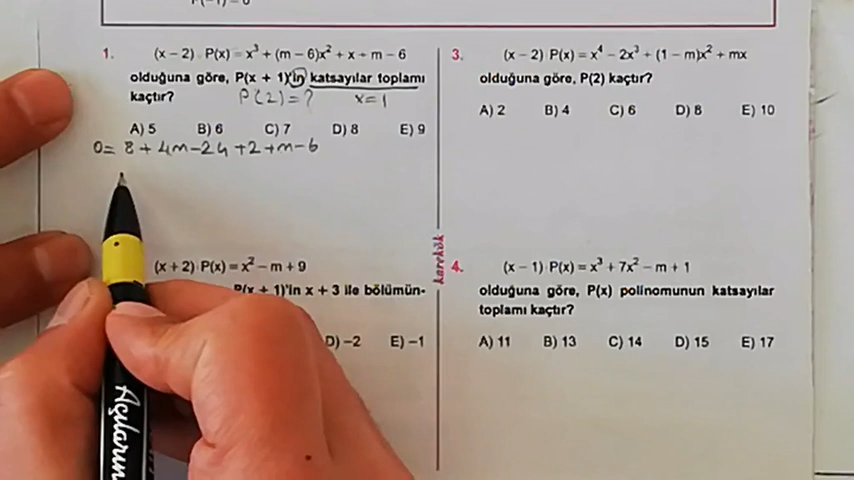 P(−1) = 0
1. (x − 2) P(x) = x³ + (m − 6)x² + x + m − 6
olduğuna göre, P(x + 1)'in katsayılar toplamı
kaçtır?
P(2) = ? x=1
A) 5 B) 6 C) 7 D) 8 E) 9
0= 8 + 4m − 24 + 2 + m − 6
(x + 2) P(x) = x² − m + 9
P(x + 1)'in x + 3 ile bölümün-
D) −2 E) −1
karekök
3. (x − 2) P(x) = x⁴ − 2x³ + (1 − m)x² + mx
olduğuna göre, P(2) kaçtır?
A) 2 B) 4 C) 6 D) 8 E) 10
4. (x − 1) P(x) = x³ + 7x² − m + 1
olduğuna göre, P(x) polinomunun katsayılar
toplamı kaçtır?
A) 11 B) 13 C) 14 D) 15 E) 17
Açıların